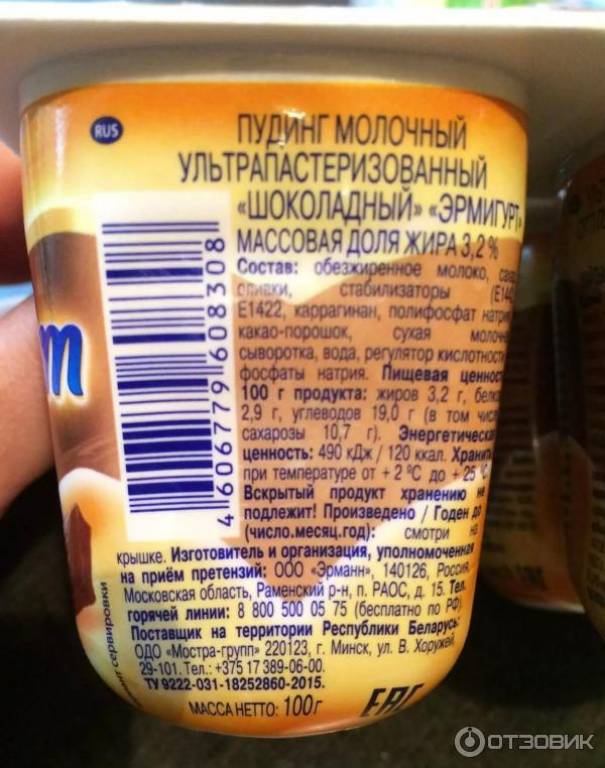 RUS
ПУДИНГ МОЛОЧНЫЙ
УЛЬТРАПАСТЕРИЗОВАННЫЙ
«ШОКОЛАДНЫЙ» «ЭРМИГУРТ»
МАССОВАЯ ДОЛЯ ЖИРА 3,2 %
Состав: обезжиренное молоко,
сливки, стабилизаторы
Е1422, каррагинан, полифосфат
какао-порошок, сухая
сыворотка, вода, регулятор кислотности
фосфаты натрия. Пищевая
100 г продукта: жиров 3,2 г,
2,9 г, углеводов 19,0 г (в том
сахарозы 10,7 г). Энергетическая
ценность: 490 кДж / 120 ккал.
при температуре от + 2 °С до + 25 °С
Вскрытый продукт хранению не
подлежит! Произведено / Годен до
(число.месяц.год): смотри на
крышке. Изготовитель и организация, уполномоченная
на приём претензий: ООО «Эрманн», 140126, Россия,
Московская область, Раменский р-н, п. РАОС, д. 15. Тел.
горячей линии: 8 800 500 05 75 (бесплатно по РФ)
Поставщик на территории Республики Беларусь:
ОДО «Мостра-групп» 220123, г. Минск, ул. В. Хоружей,
29-101. Тел.: +375 17 389-06-00.
ТУ 9222-031-18252860-2015.
МАССА НЕТТО: 100 г
ЕАС
4 606779 608308
сервировки
ОТЗОВИК